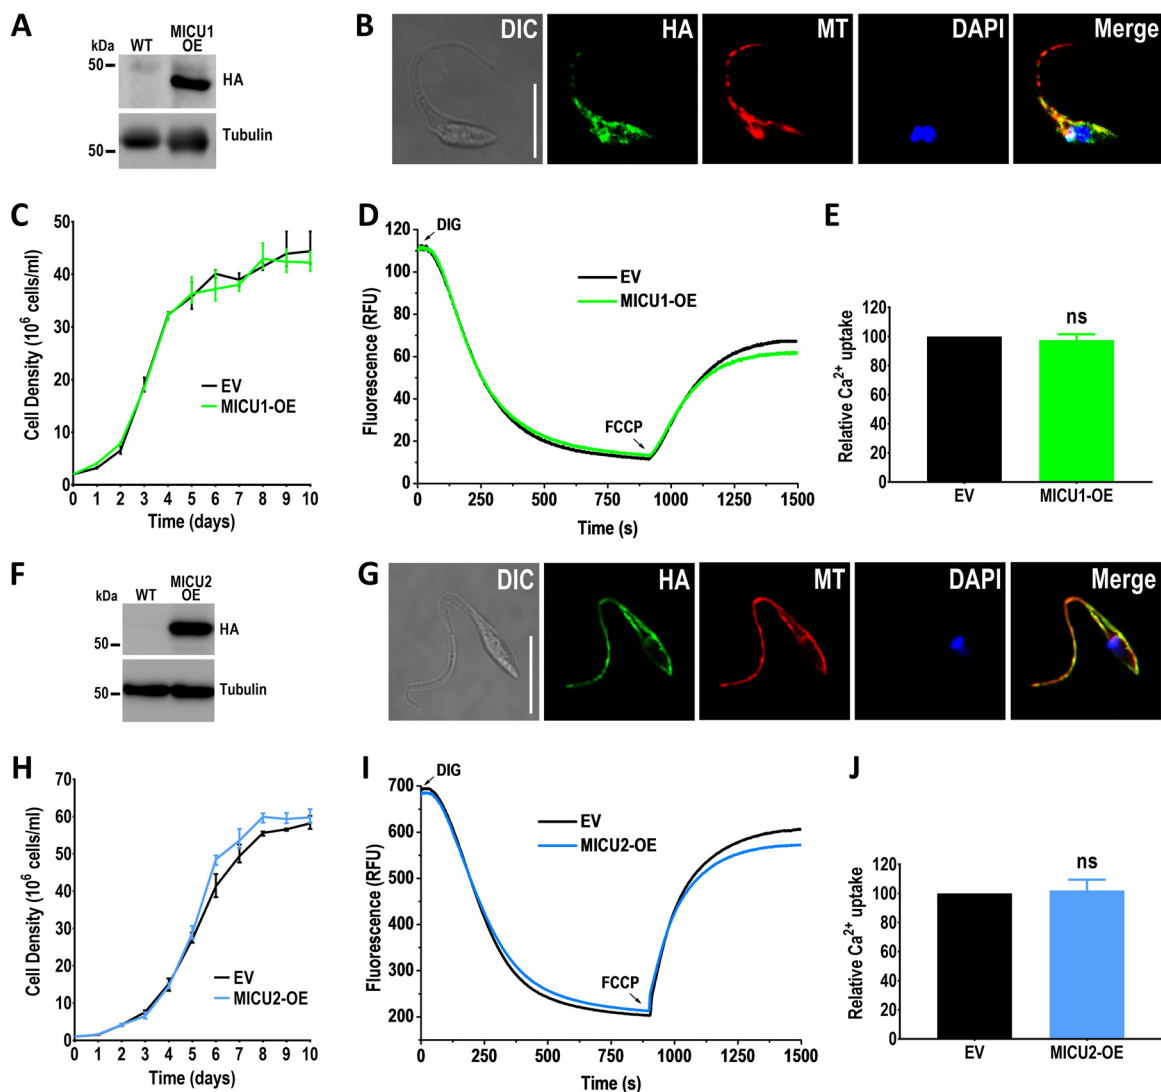 A
kDa
WT
MICU1
OE
50
HA
50
Tubulin
B
DIC
HA
MT
DAPI
Merge
C
Cell Density (10⁶ cells/ml)
50
40
30
20
10
0
EV
MICU1-OE
0 1 2 3 4 5 6 7 8 9 10
Time (days)
D
Fluorescence (RFU)
120
100
80
60
40
20
0
DIG
EV
MICU1-OE
FCCP
0 250 500 750 1000 1250 1500
Time (s)
E
Relative Ca²⁺ uptake
120
100
80
60
40
20
0
ns
EV MICU1-OE
F
kDa
WT
MICU2
OE
50
HA
50
Tubulin
G
DIC
HA
MT
DAPI
Merge
H
Cell Density (10⁶ cells/ml)
70
60
50
40
30
20
10
0
EV
MICU2-OE
0 1 2 3 4 5 6 7 8 9 10
Time (days)
I
Fluorescence (RFU)
700
600
500
400
300
200
DIG
EV
MICU2-OE
FCCP
0 250 500 750 1000 1250 1500
Time (s)
J
Relative Ca²⁺ uptake
120
100
80
60
40
20
0
ns
EV MICU2-OE